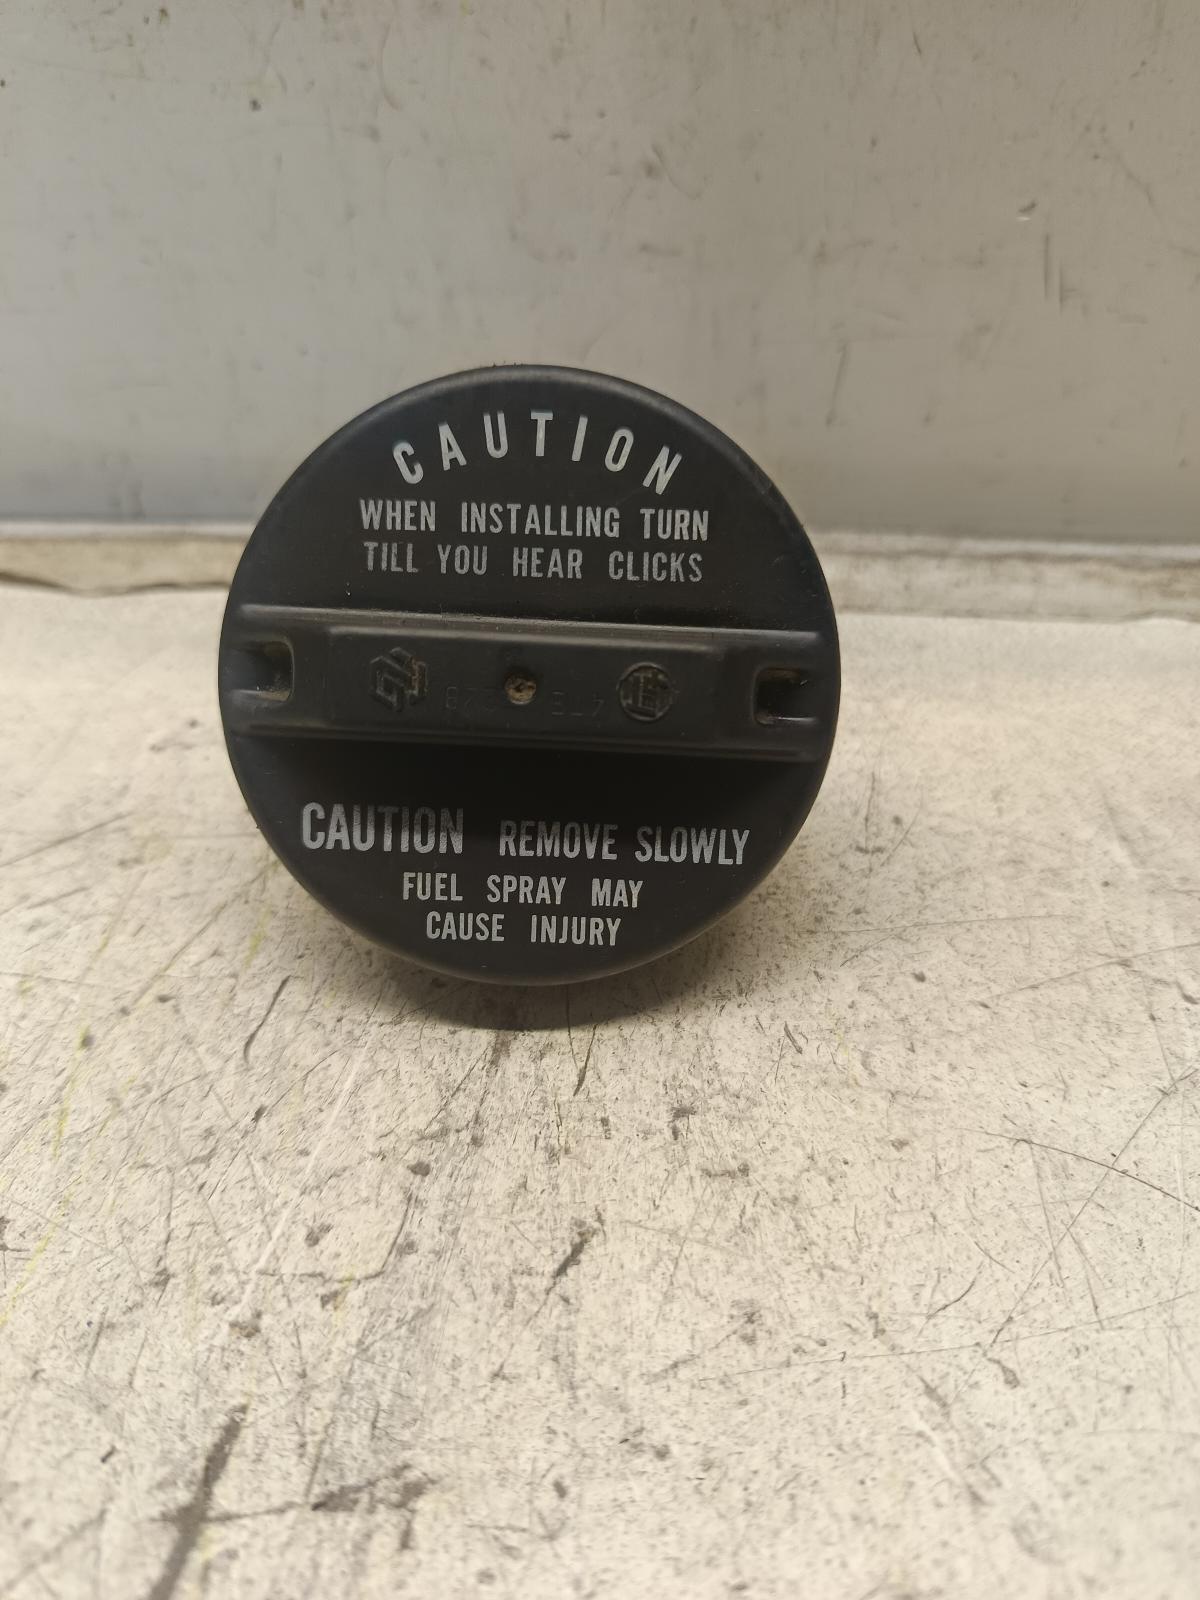 CAUTION
WHEN INSTALLING TURN
TILL YOU HEAR CLICKS
CAUTION REMOVE SLOWLY
FUEL SPRAY MAY
CAUSE INJURY